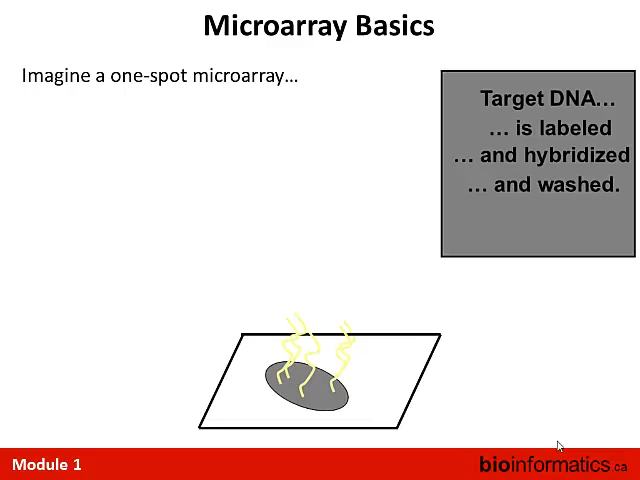 Microarray Basics
Imagine a one-spot microarray…
Target DNA…
… is labeled
… and hybridized
… and washed.
Module 1
bioinformatics.ca